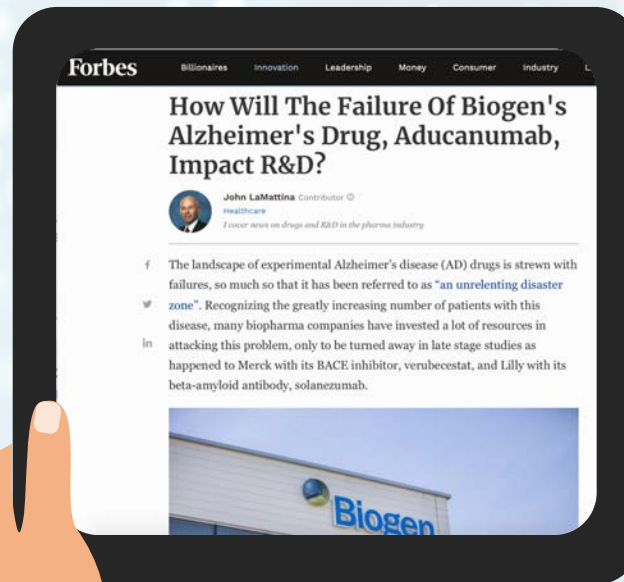 Forbes
Billionaires Innovation Leadership Money Consumer Industry
How Will The Failure Of Biogen's
Alzheimer's Drug, Aducanumab,
Impact R&D?
John LaMattina Contributor
Healthcare
I cover news on drugs and R&D in the pharma industry
The landscape of experimental Alzheimer's disease (AD) drugs is strewn with
failures, so much so that it has been referred to as “an unrelenting disaster
zone”. Recognizing the greatly increasing number of patients with this
disease, many biopharma companies have invested a lot of resources in
attacking this problem, only to be turned away in late stage studies as
happened to Merck with its BACE inhibitor, verubecestat, and Lilly with its
beta-amyloid antibody, solanezumab.
Biogen